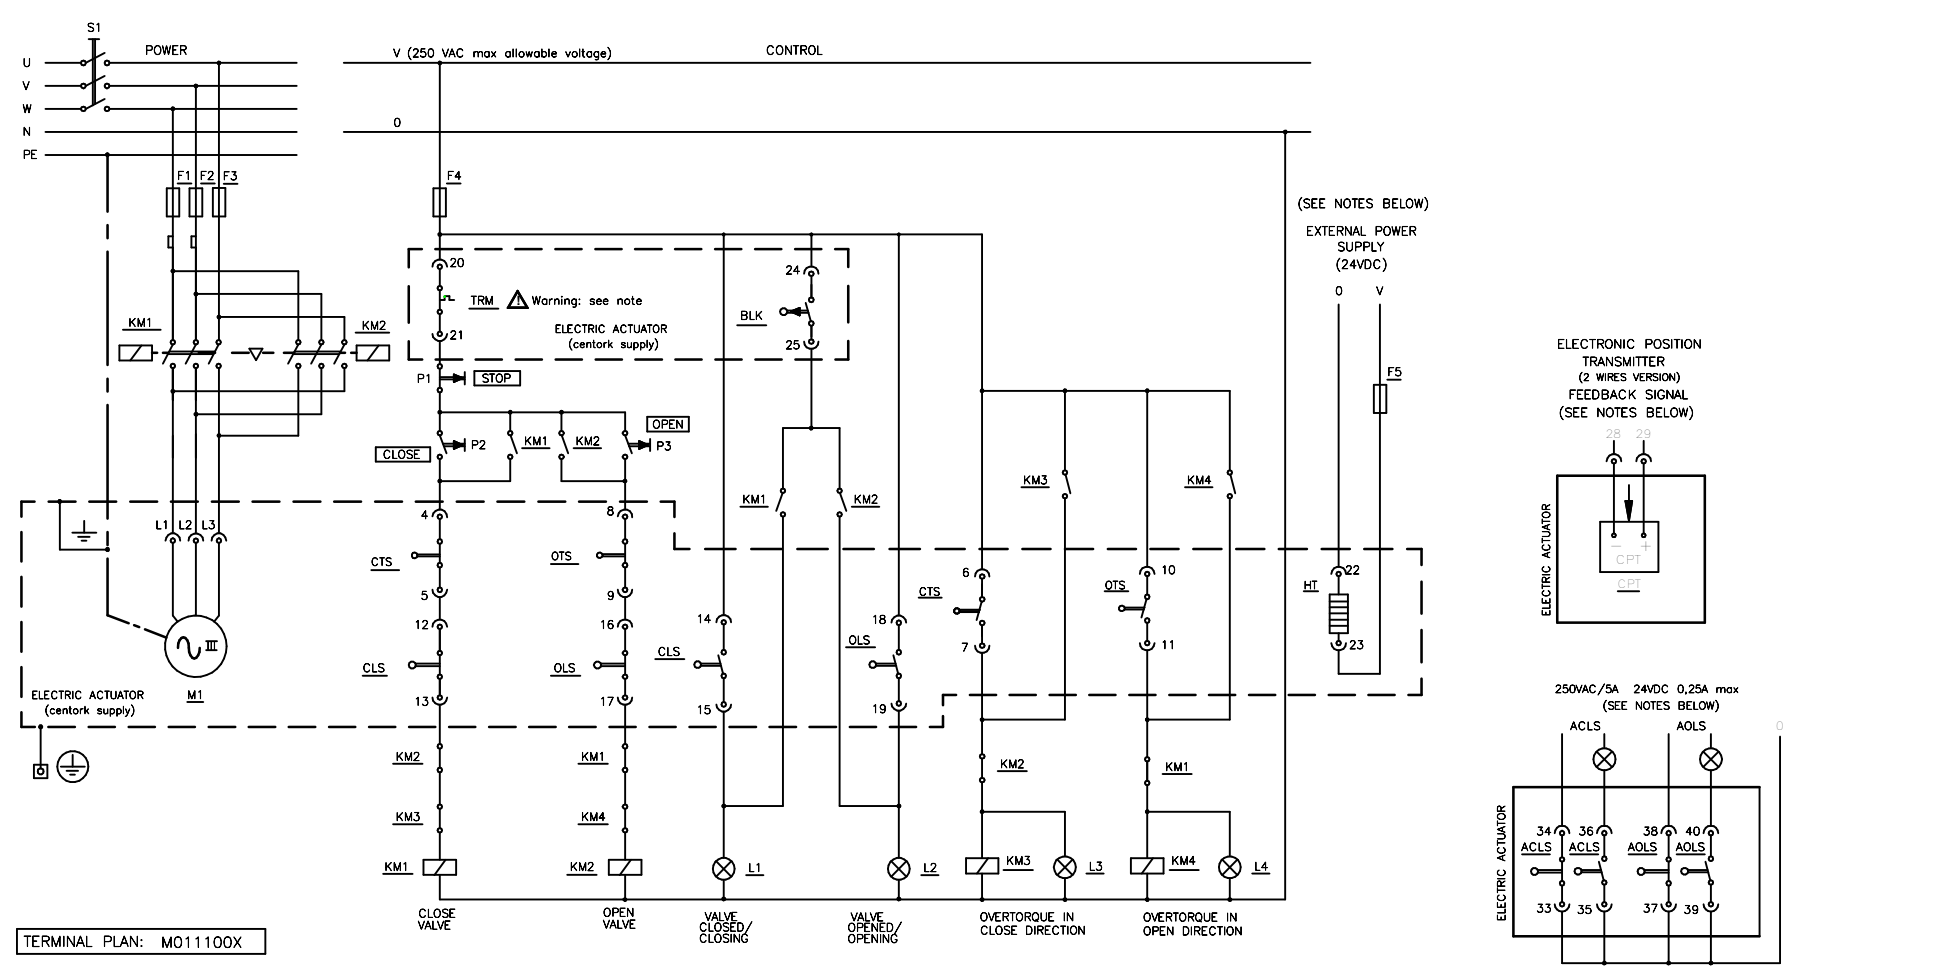 S1
POWER
V (250 VAC max allowable voltage)
CONTROL
U
V
W
N
PE
0
F1 F2 F3
F4
(SEE NOTES BELOW)
EXTERNAL POWER
SUPPLY
(24VDC)
0 V
20
24
TRM
Warning: see note
BLK
ELECTRIC ACTUATOR
(centork supply)
21
25
KM1
KM2
P1
STOP
F5
OPEN
CLOSE
P2
KM1
KM2
P3
ELECTRONIC POSITION
TRANSMITTER
(2 WIRES VERSION)
FEEDBACK SIGNAL
(SEE NOTES BELOW)
28 29
KM1
KM2
KM3
KM4
L1 L2 L3
4
8
CTS
OTS
5
9
6
10
22
CTS
OTS
HT
7
11
23
ELECTRIC ACTUATOR
− +
CPT
CPT
12
16
14
18
CLS
OLS
CLS
OLS
13
17
15
19
M1
ELECTRIC ACTUATOR
(centork supply)
250VAC/5A 24VDC 0,25A max
(SEE NOTES BELOW)
ACLS
AOLS
0
KM2
KM1
KM2
KM1
KM3
KM4
KM1
KM2
L1
L2
KM3
L3
KM4
L4
ELECTRIC ACTUATOR
34 36 38 40
ACLS ACLS AOLS AOLS
33 35 37 39
CLOSE
VALVE
OPEN
VALVE
VALVE
CLOSED/
CLOSING
VALVE
OPENED/
OPENING
OVERTORQUE IN
CLOSE DIRECTION
OVERTORQUE IN
OPEN DIRECTION
TERMINAL PLAN: M011100X